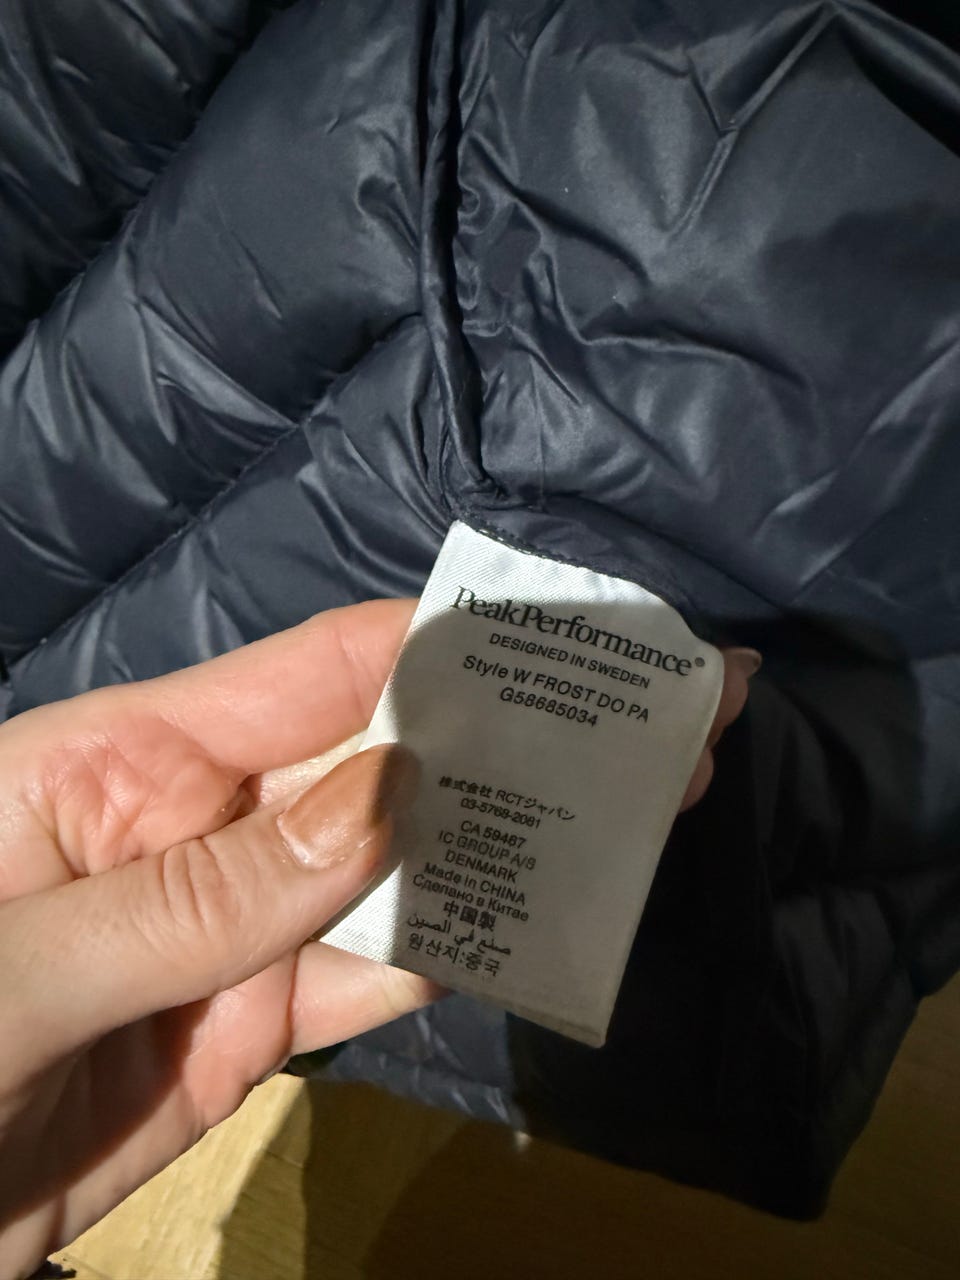 PeakPerformance®
DESIGNED IN SWEDEN
Style W FROST DO PA
G58685034
株式会社 RCTジャパン
03-5768-2081
CA 59467
IC GROUP A/S
DENMARK
Made in CHINA
Сделано в Китае
中国製
صنع في الصين
원산지:중국